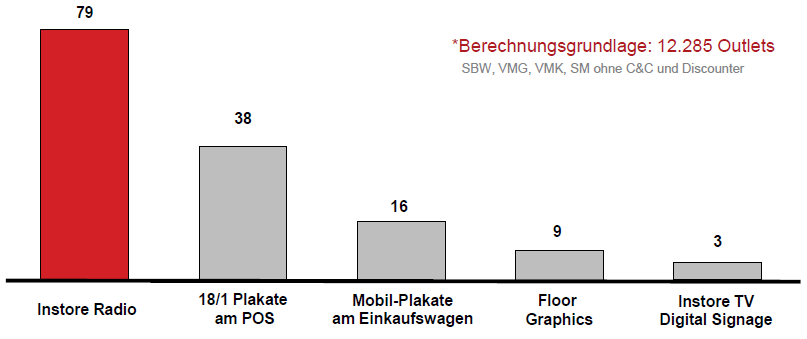 79
*Berechnungsgrundlage: 12.285 Outlets
SBW, VMG, VMK, SM ohne C&C und Discounter
38
16
9
3
Instore Radio
18/1 Plakate
am POS
Mobil-Plakate
am Einkaufswagen
Floor
Graphics
Instore TV
Digital Signage